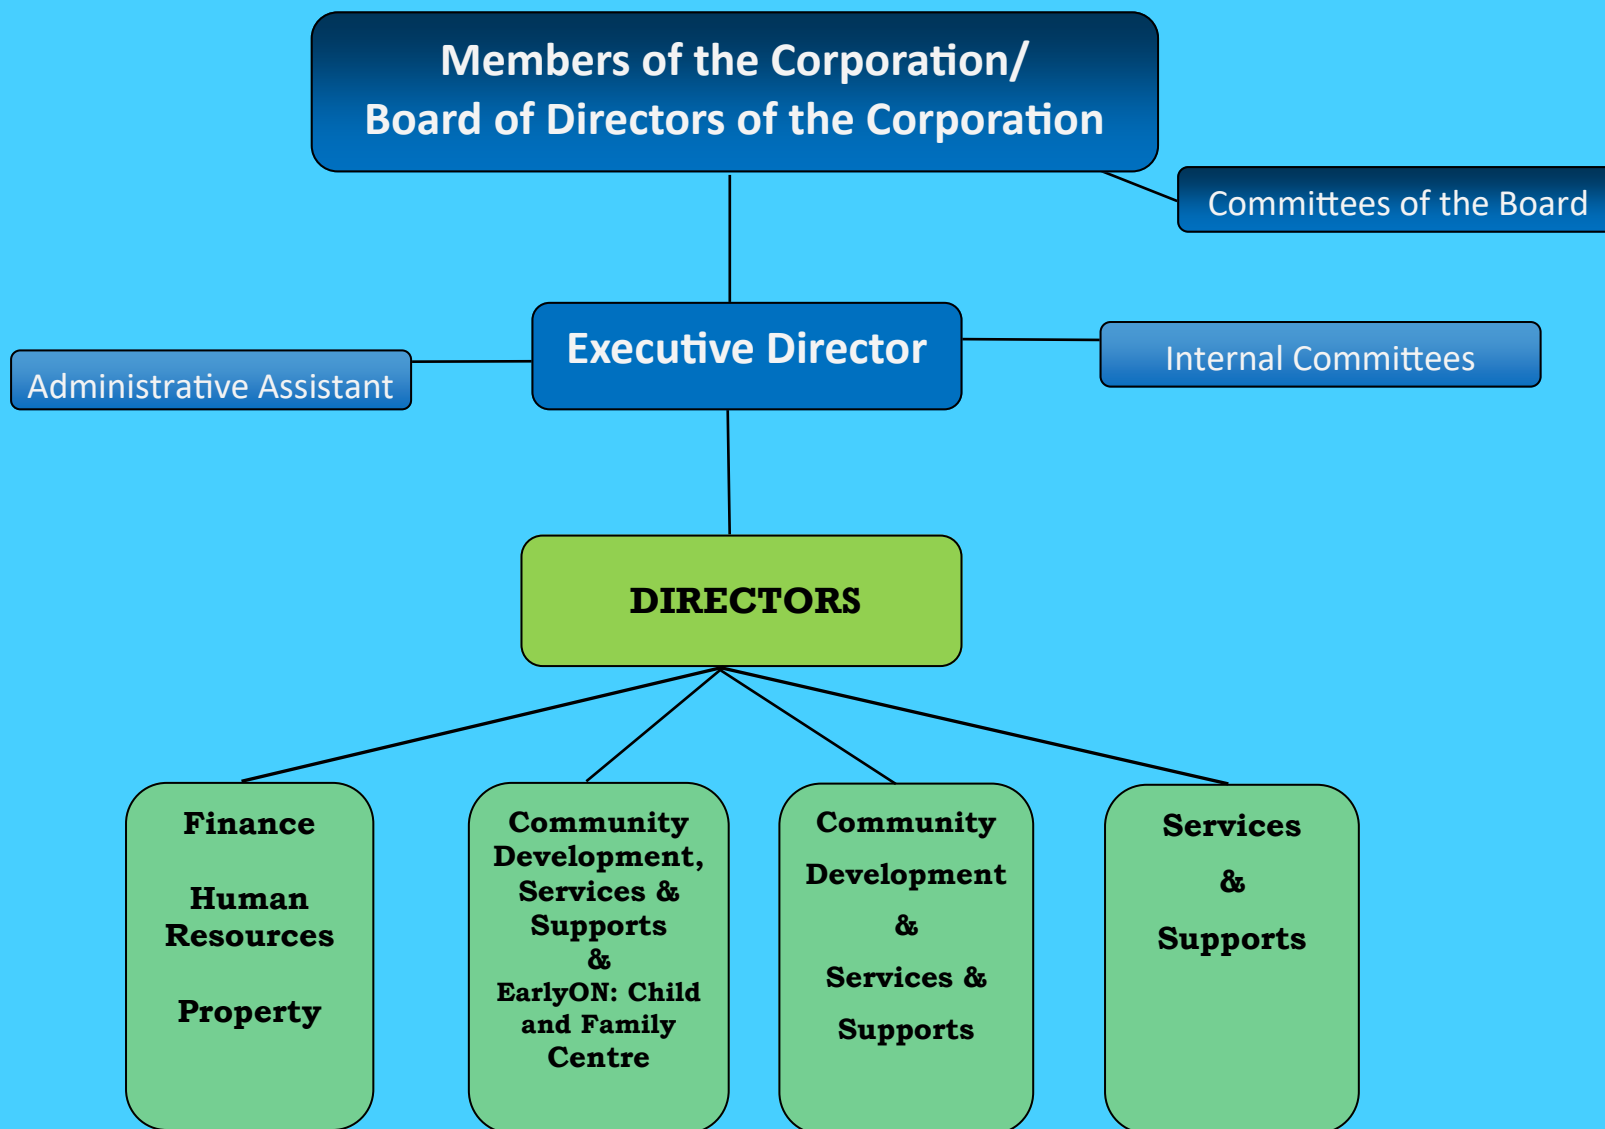 Members of the Corporation/
Board of Directors of the Corporation
Committees of the Board
Executive Director
Administrative Assistant
Internal Committees
DIRECTORS
Finance
Human
Resources
Property
Community
Development,
Services &
Supports
&
EarlyON: Child
and Family
Centre
Community
Development
&
Services &
Supports
Services
&
Supports